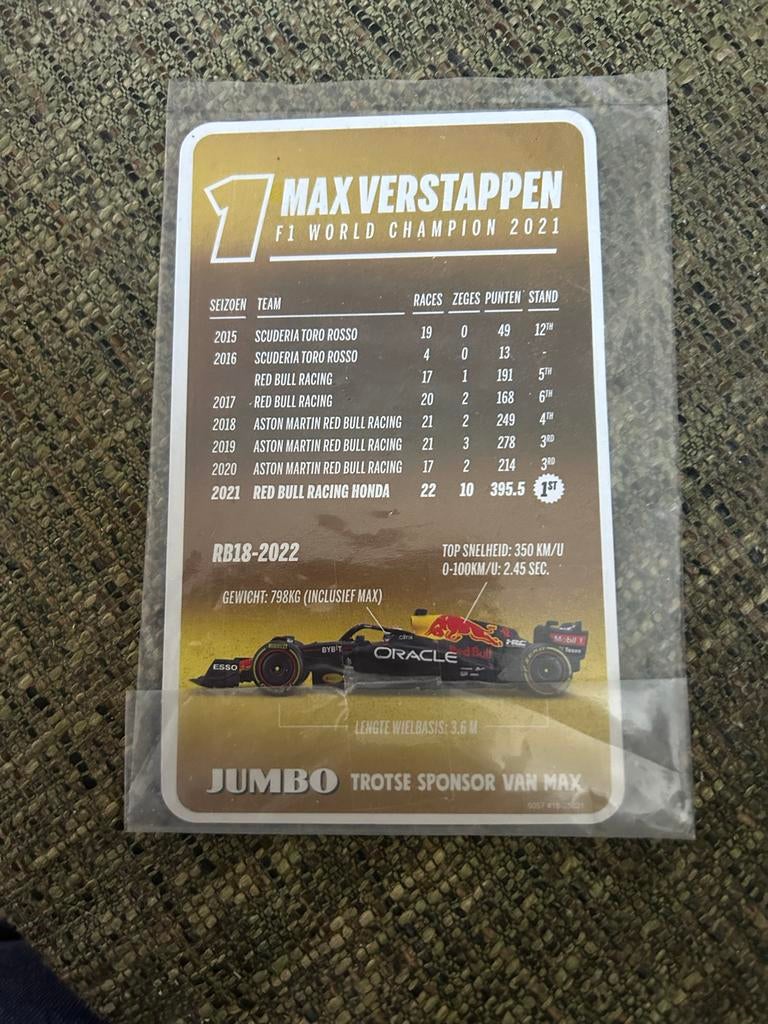 1 MAX VERSTAPPEN
F1 WORLD CHAMPION 2021
SEIZOEN TEAM RACES ZEGES PUNTEN STAND
2015 SCUDERIA TORO ROSSO 19 0 49 12TH
2016 SCUDERIA TORO ROSSO 4 0 13 -
RED BULL RACING 17 1 191 5TH
2017 RED BULL RACING 20 2 168 6TH
2018 ASTON MARTIN RED BULL RACING 21 2 249 4TH
2019 ASTON MARTIN RED BULL RACING 21 3 278 3RD
2020 ASTON MARTIN RED BULL RACING 17 2 214 3RD
2021 RED BULL RACING HONDA 22 10 395.5 1ST
RB18-2022
TOP SNELHEID: 350 KM/U
0-100KM/U: 2.45 SEC.
GEWICHT: 798KG (INCLUSIEF MAX)
ESSO BYBIT ORACLE Red Bull HRC Mobil 1
LENGTE WIELBASIS: 3.6 M
JUMBO TROTSE SPONSOR VAN MAX